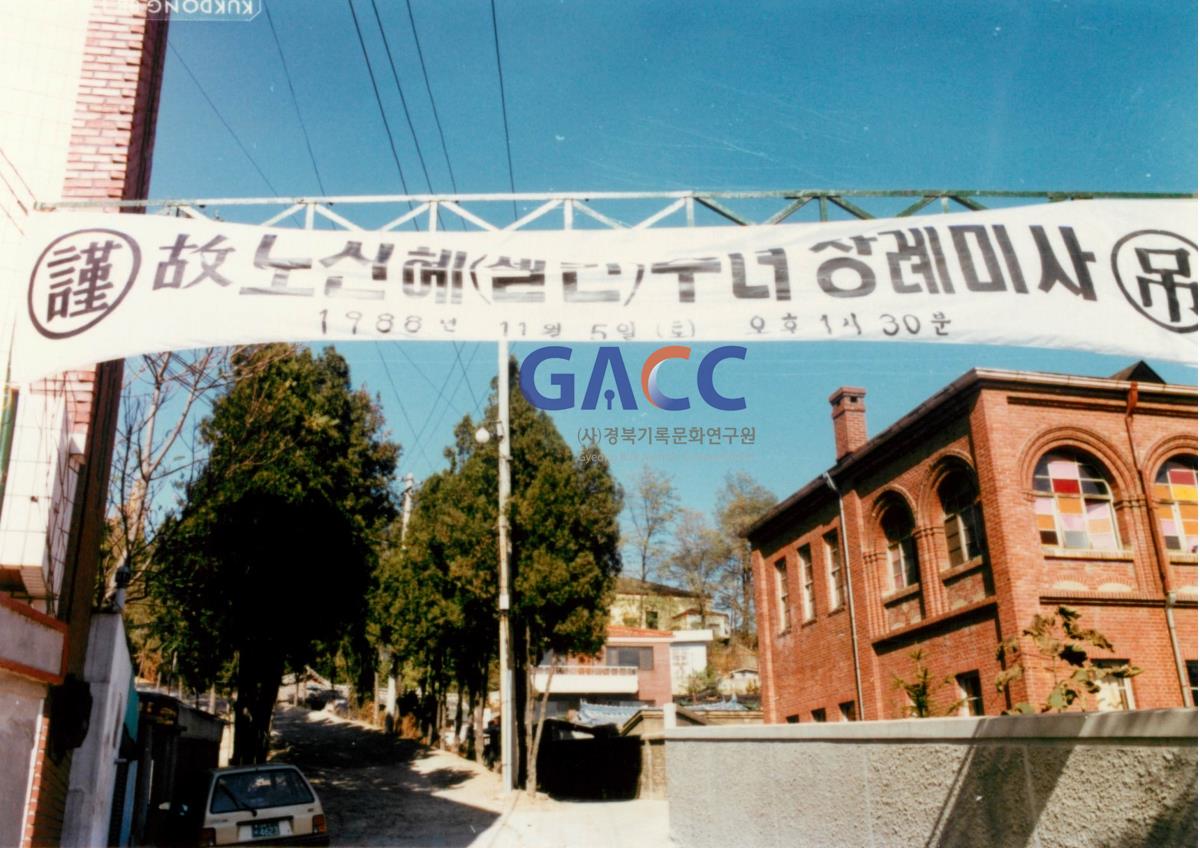 KUKDONG
謹 故 노신혜(셀린)수녀 장례미사 吊
1988년 11월 5일 (토) 오후 1시 30분
GACC
(사)경북기록문화연구원